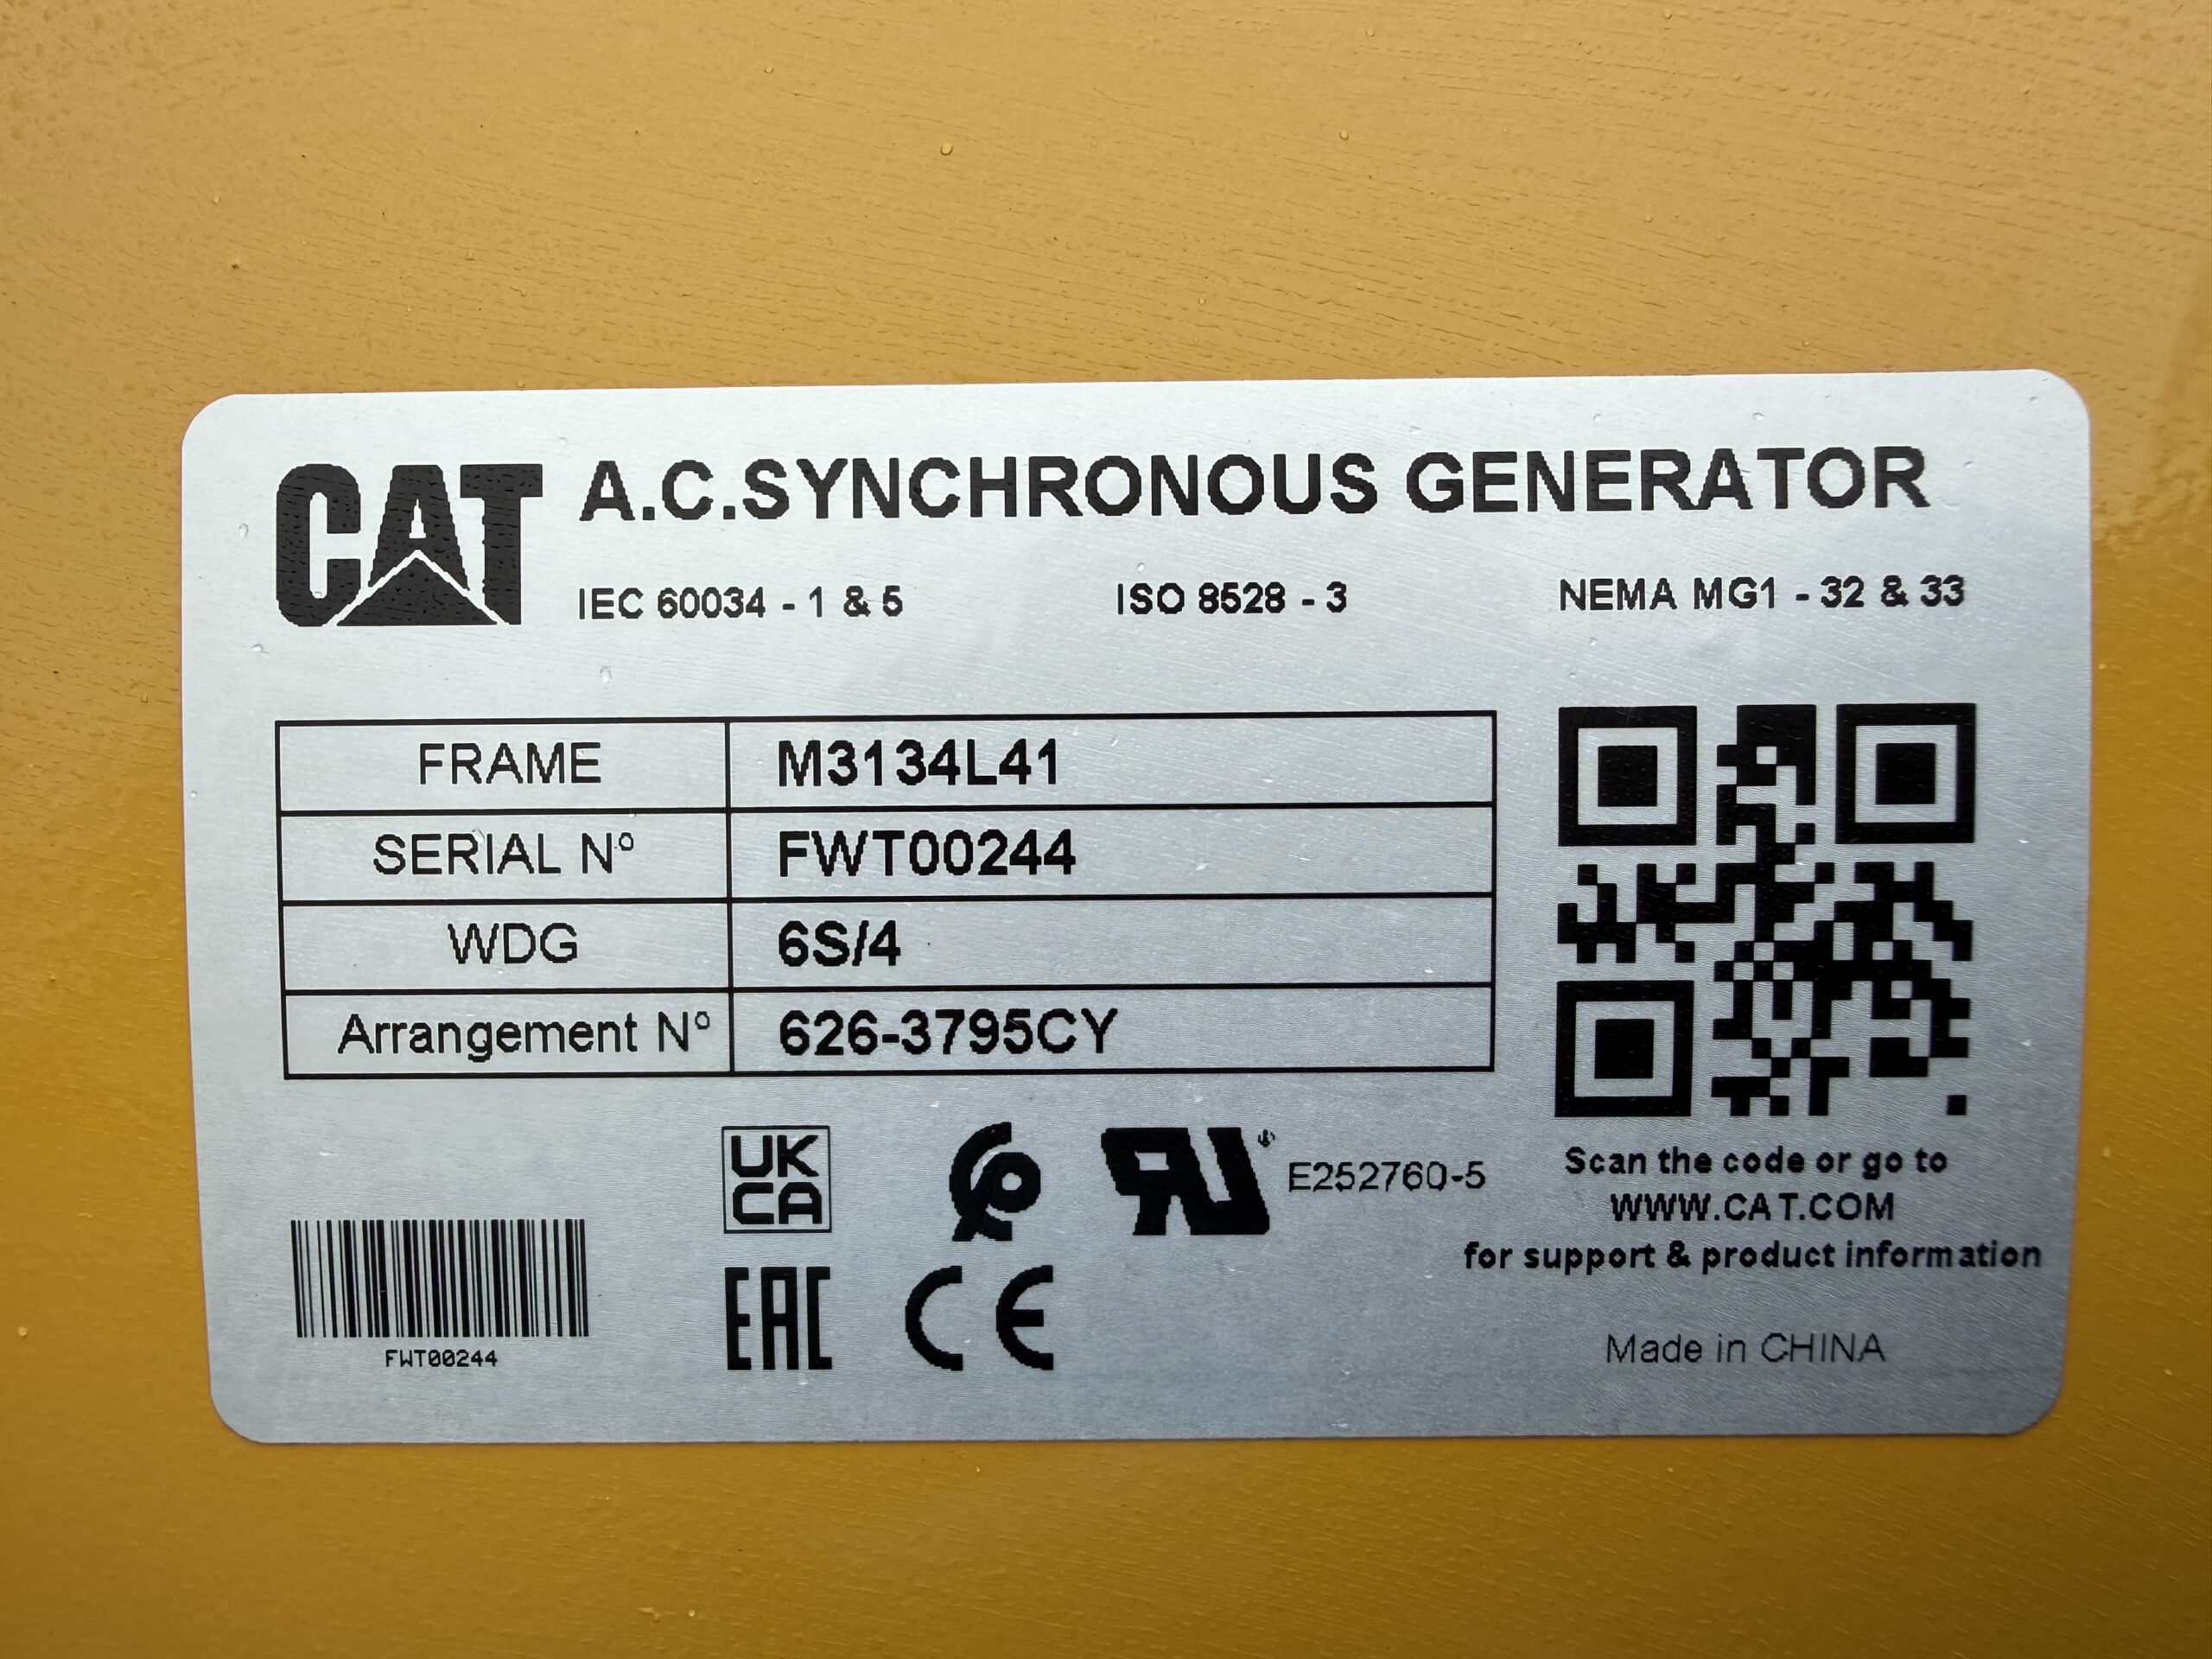 CAT A.C.SYNCHRONOUS GENERATOR
IEC 60034 - 1 & 5 ISO 8528 - 3 NEMA MG1 - 32 & 33
FRAME M3134L41
SERIAL Nº FWT00244
WDG 6S/4
Arrangement Nº 626-3795CY
UK
CA
E252760-5
EAC CE
FWT00244
Scan the code or go to
WWW.CAT.COM
for support & product information
Made in CHINA